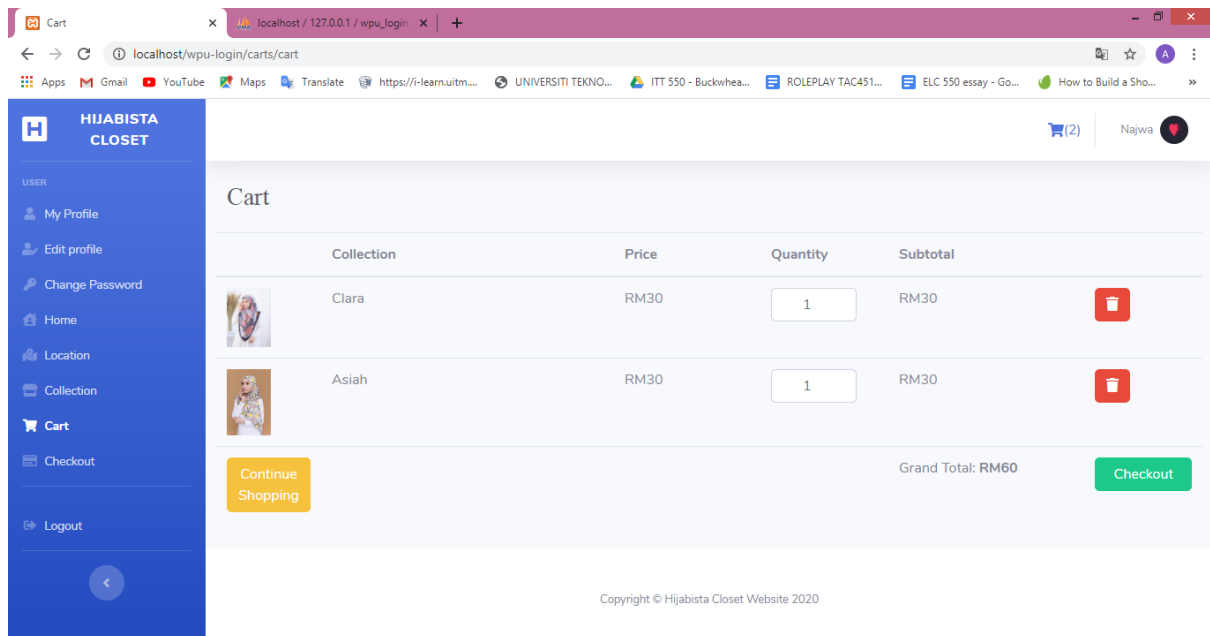 Cart
localhost / 127.0.0.1 / wpu_login
localhost/wpu-login/carts/cart
A
Apps
Gmail
YouTube
Maps
Translate
https://i-learn.uitm...
UNIVERSITI TEKNO...
ITT 550 - Buckwhea...
ROLEPLAY TAC451...
ELC 550 essay - Go...
How to Build a Sho...
»
H
HIJABISTA
CLOSET
(2)
Najwa
USER
My Profile
Edit profile
Change Password
Home
Location
Collection
Cart
Checkout
Logout
Cart
Collection Price Quantity Subtotal
Clara RM30 1 RM30
Asiah RM30 1 RM30
Continue
Shopping
Grand Total: RM60
Checkout
Copyright © Hijabista Closet Website 2020